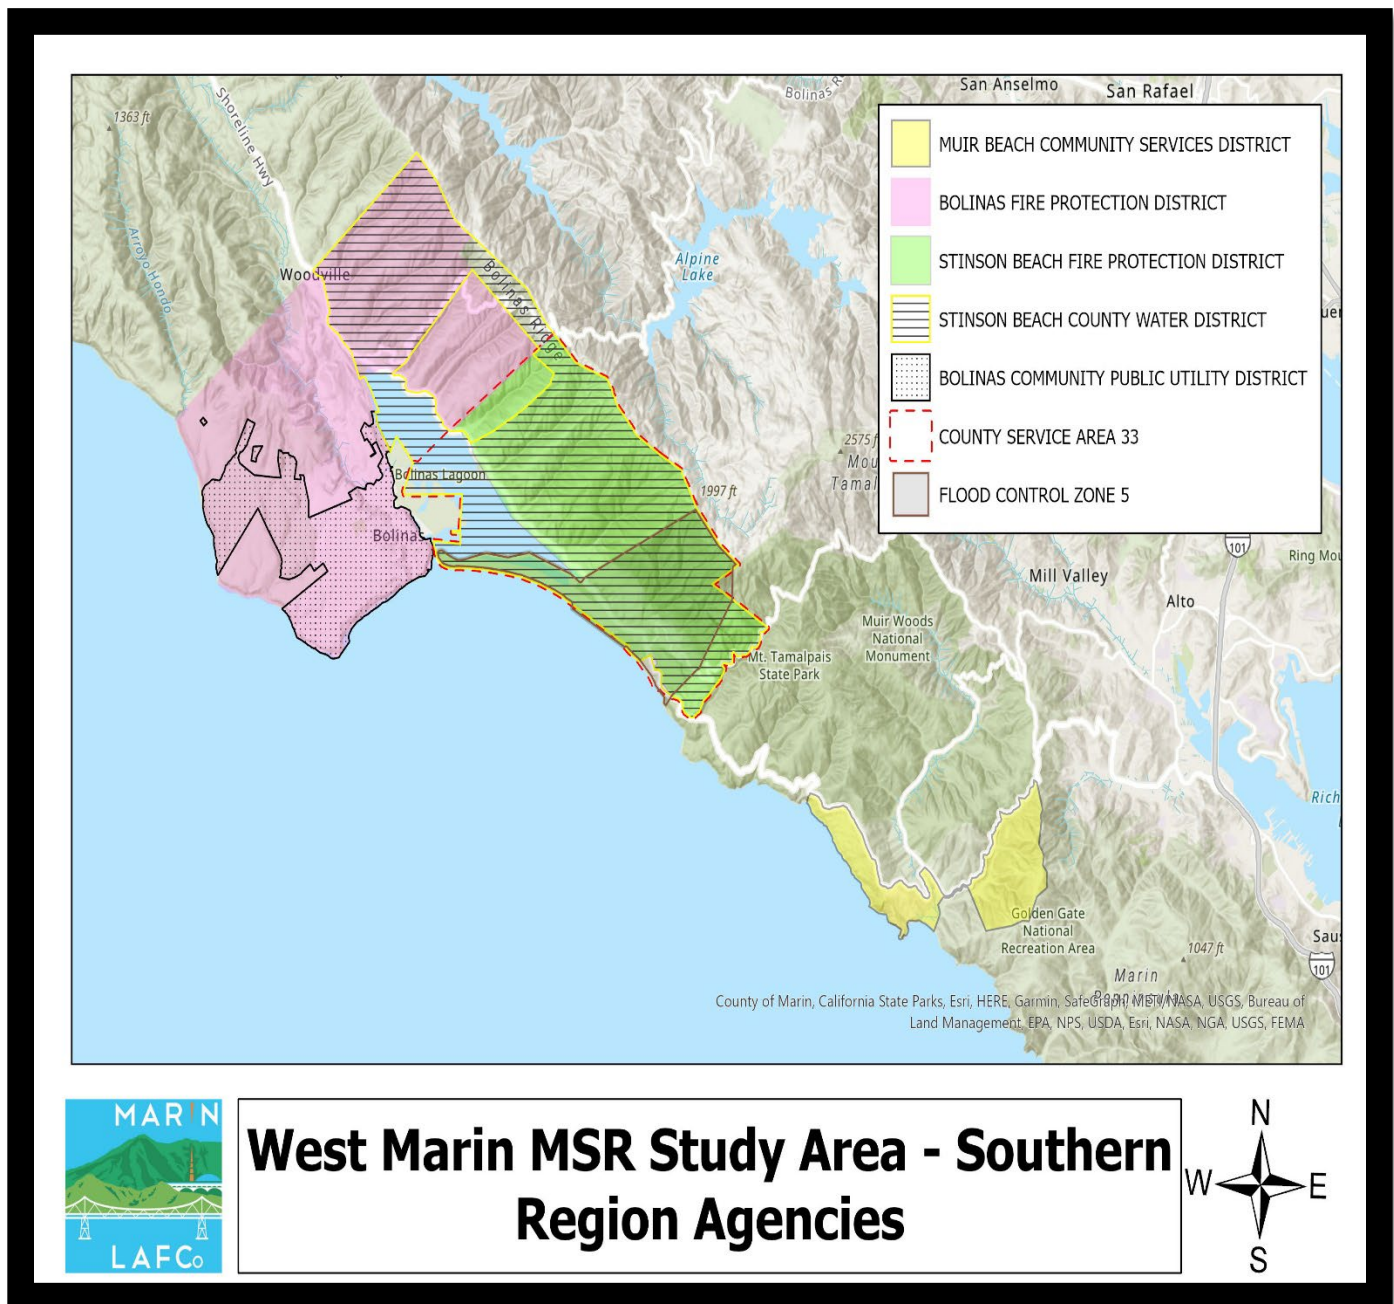 San Anselmo
San Rafael
Bolinas R
1363 ft
Shoreline Hwy
Arroyo Hondo
Woodville
Bolinas Ridge
Alpine
Lake
MUIR BEACH COMMUNITY SERVICES DISTRICT
BOLINAS FIRE PROTECTION DISTRICT
STINSON BEACH FIRE PROTECTION DISTRICT
STINSON BEACH COUNTY WATER DISTRICT
BOLINAS COMMUNITY PUBLIC UTILITY DISTRICT
COUNTY SERVICE AREA 33
FLOOD CONTROL ZONE 5
2575 f
Mou
Tamal
1997 ft
Bolinas Lagoon
Bolinas
101
Ring Mou
Mill Valley
Alto
Muir Woods
National
Monument
Mt. Tamalpais
State Park
Rich
Golden Gate
National
Recreation Area
1047 ft
Saus
101
Marin
Peninsula
County of Marin, California State Parks, Esri, HERE, Garmin, SafeGraph, METI/NASA, USGS, Bureau of
Land Management, EPA, NPS, USDA, Esri, NASA, NGA, USGS, FEMA
MARIN
LAFCo
West Marin MSR Study Area - Southern
Region Agencies
N
W E
S